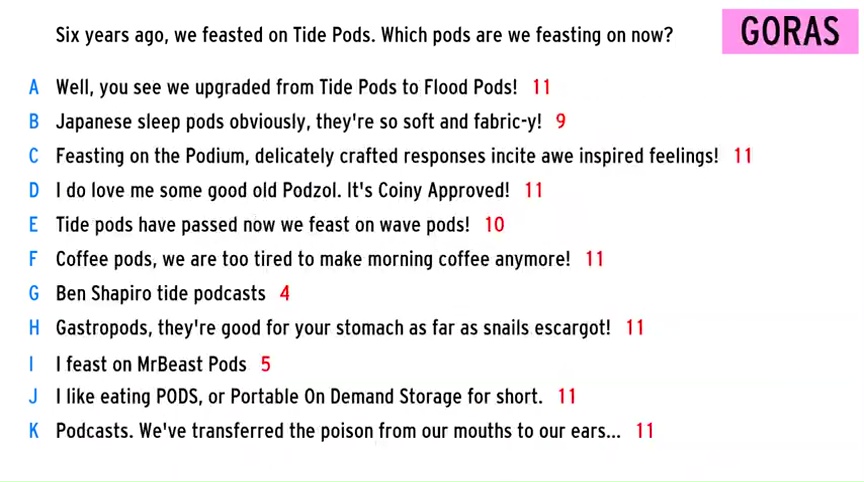 Six years ago, we feasted on Tide Pods. Which pods are we feasting on now?
GORAS
A Well, you see we upgraded from Tide Pods to Flood Pods! 11
B Japanese sleep pods obviously, they're so soft and fabric-y! 9
C Feasting on the Podium, delicately crafted responses incite awe inspired feelings! 11
D I do love me some good old Podzol. It's Coiny Approved! 11
E Tide pods have passed now we feast on wave pods! 10
F Coffee pods, we are too tired to make morning coffee anymore! 11
G Ben Shapiro tide podcasts 4
H Gastropods, they're good for your stomach as far as snails escargot! 11
I I feast on MrBeast Pods 5
J I like eating PODS, or Portable On Demand Storage for short. 11
K Podcasts. We've transferred the poison from our mouths to our ears... 11